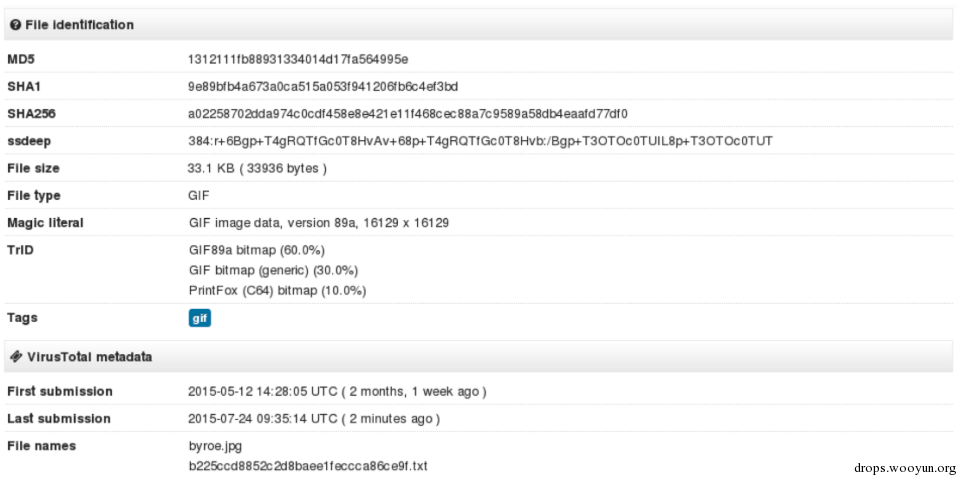 File identification
MD5 1312111fb88931334014d17fa564995e
SHA1 9e89bfb4a673a0ca515a053f941206fb6c4ef3bd
SHA256 a02258702dda974c0cdf458e8e421e11f468cec88a7c9589a58db4eaafd77df0
ssdeep 384:r+6Bgp+T4gRQTfGc0T8HvAv+68p+T4gRQTfGc0T8Hvb:/Bgp+T3OTOc0TUIL8p+T3OTOc0TUT
File size 33.1 KB ( 33936 bytes )
File type GIF
Magic literal GIF image data, version 89a, 16129 x 16129
TrID GIF89a bitmap (60.0%)
GIF bitmap (generic) (30.0%)
PrintFox (C64) bitmap (10.0%)
Tags gif
VirusTotal metadata
First submission 2015-05-12 14:28:05 UTC ( 2 months, 1 week ago )
Last submission 2015-07-24 09:35:14 UTC ( 2 minutes ago )
File names byroe.jpg
b225ccd8852c2d8baee1feccca86ce9f.txt
drops.wooyun.org